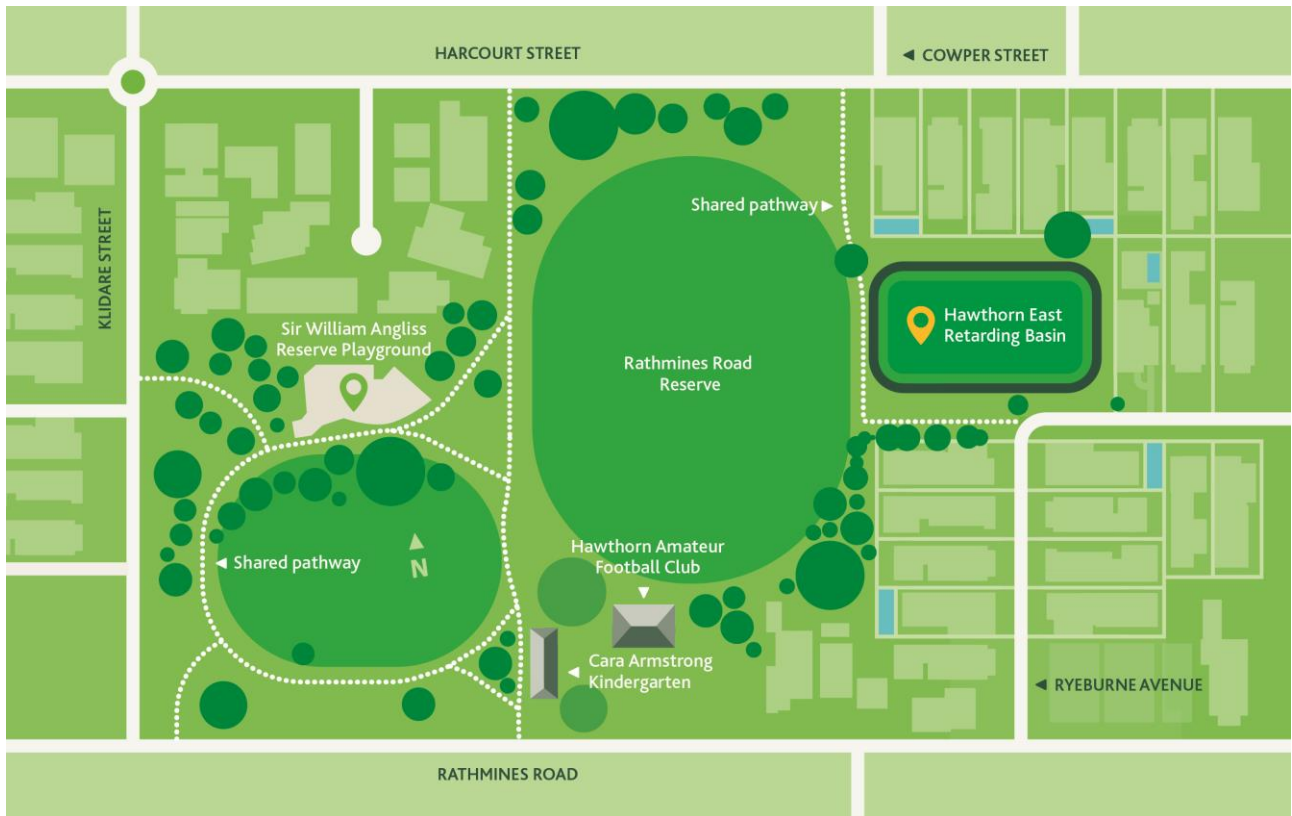 HARCOURT STREET
◄ COWPER STREET
KLIDARE STREET
Shared pathway ►
Sir William Angliss
Reserve Playground
Hawthorn East
Retarding Basin
Rathmines Road
Reserve
◄ Shared pathway
N
Hawthorn Amateur
Football Club
Cara Armstrong
◄ Kindergarten
◄ RYEBURNE AVENUE
RATHMINES ROAD